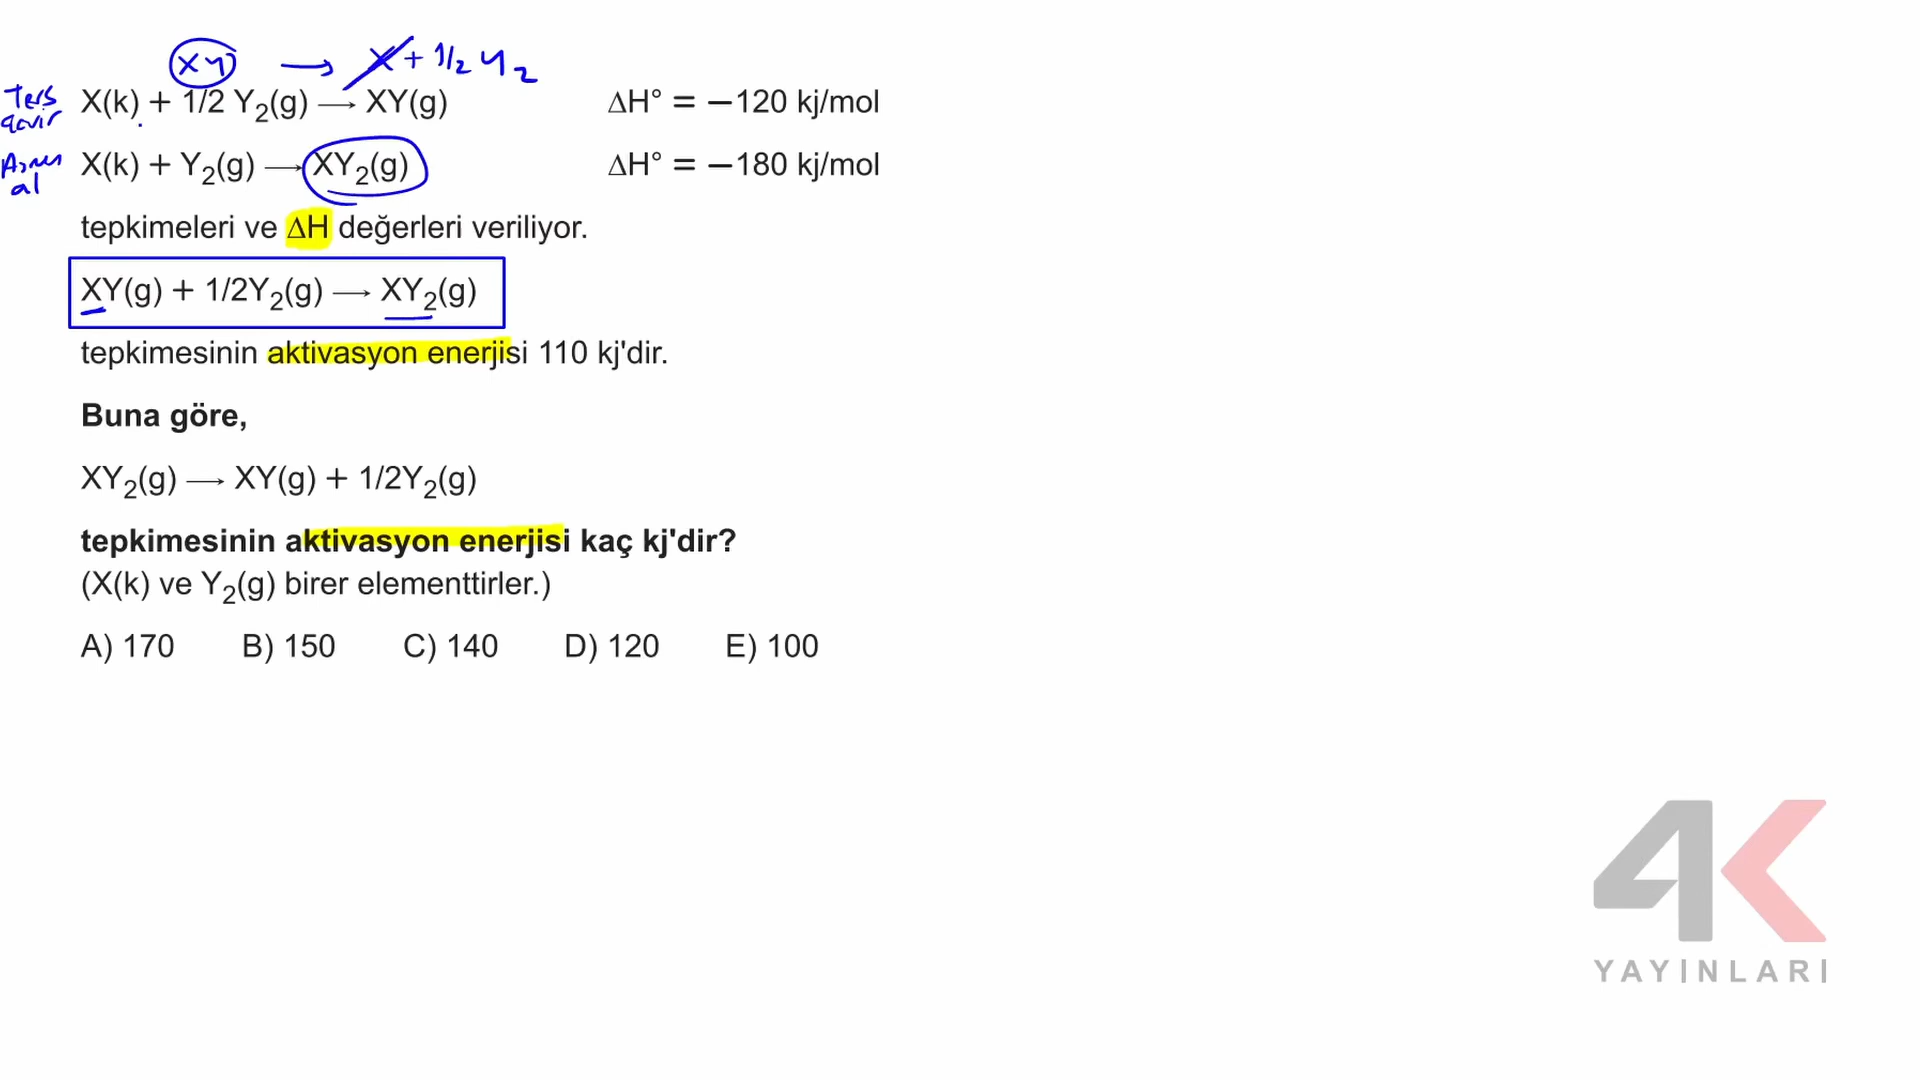 XY → X + 1/2 Y2
Ters çevir X(k) + 1/2 Y2(g) → XY(g) ΔH° = −120 kj/mol
Aynen al X(k) + Y2(g) → XY2(g) ΔH° = −180 kj/mol
tepkimeleri ve ΔH değerleri veriliyor.
XY(g) + 1/2Y2(g) → XY2(g)
tepkimesinin aktivasyon enerjisi 110 kj'dir.
Buna göre,
XY2(g) → XY(g) + 1/2Y2(g)
tepkimesinin aktivasyon enerjisi kaç kj'dir?
(X(k) ve Y2(g) birer elementtirler.)
A) 170 B) 150 C) 140 D) 120 E) 100
4K
YAYINLARI